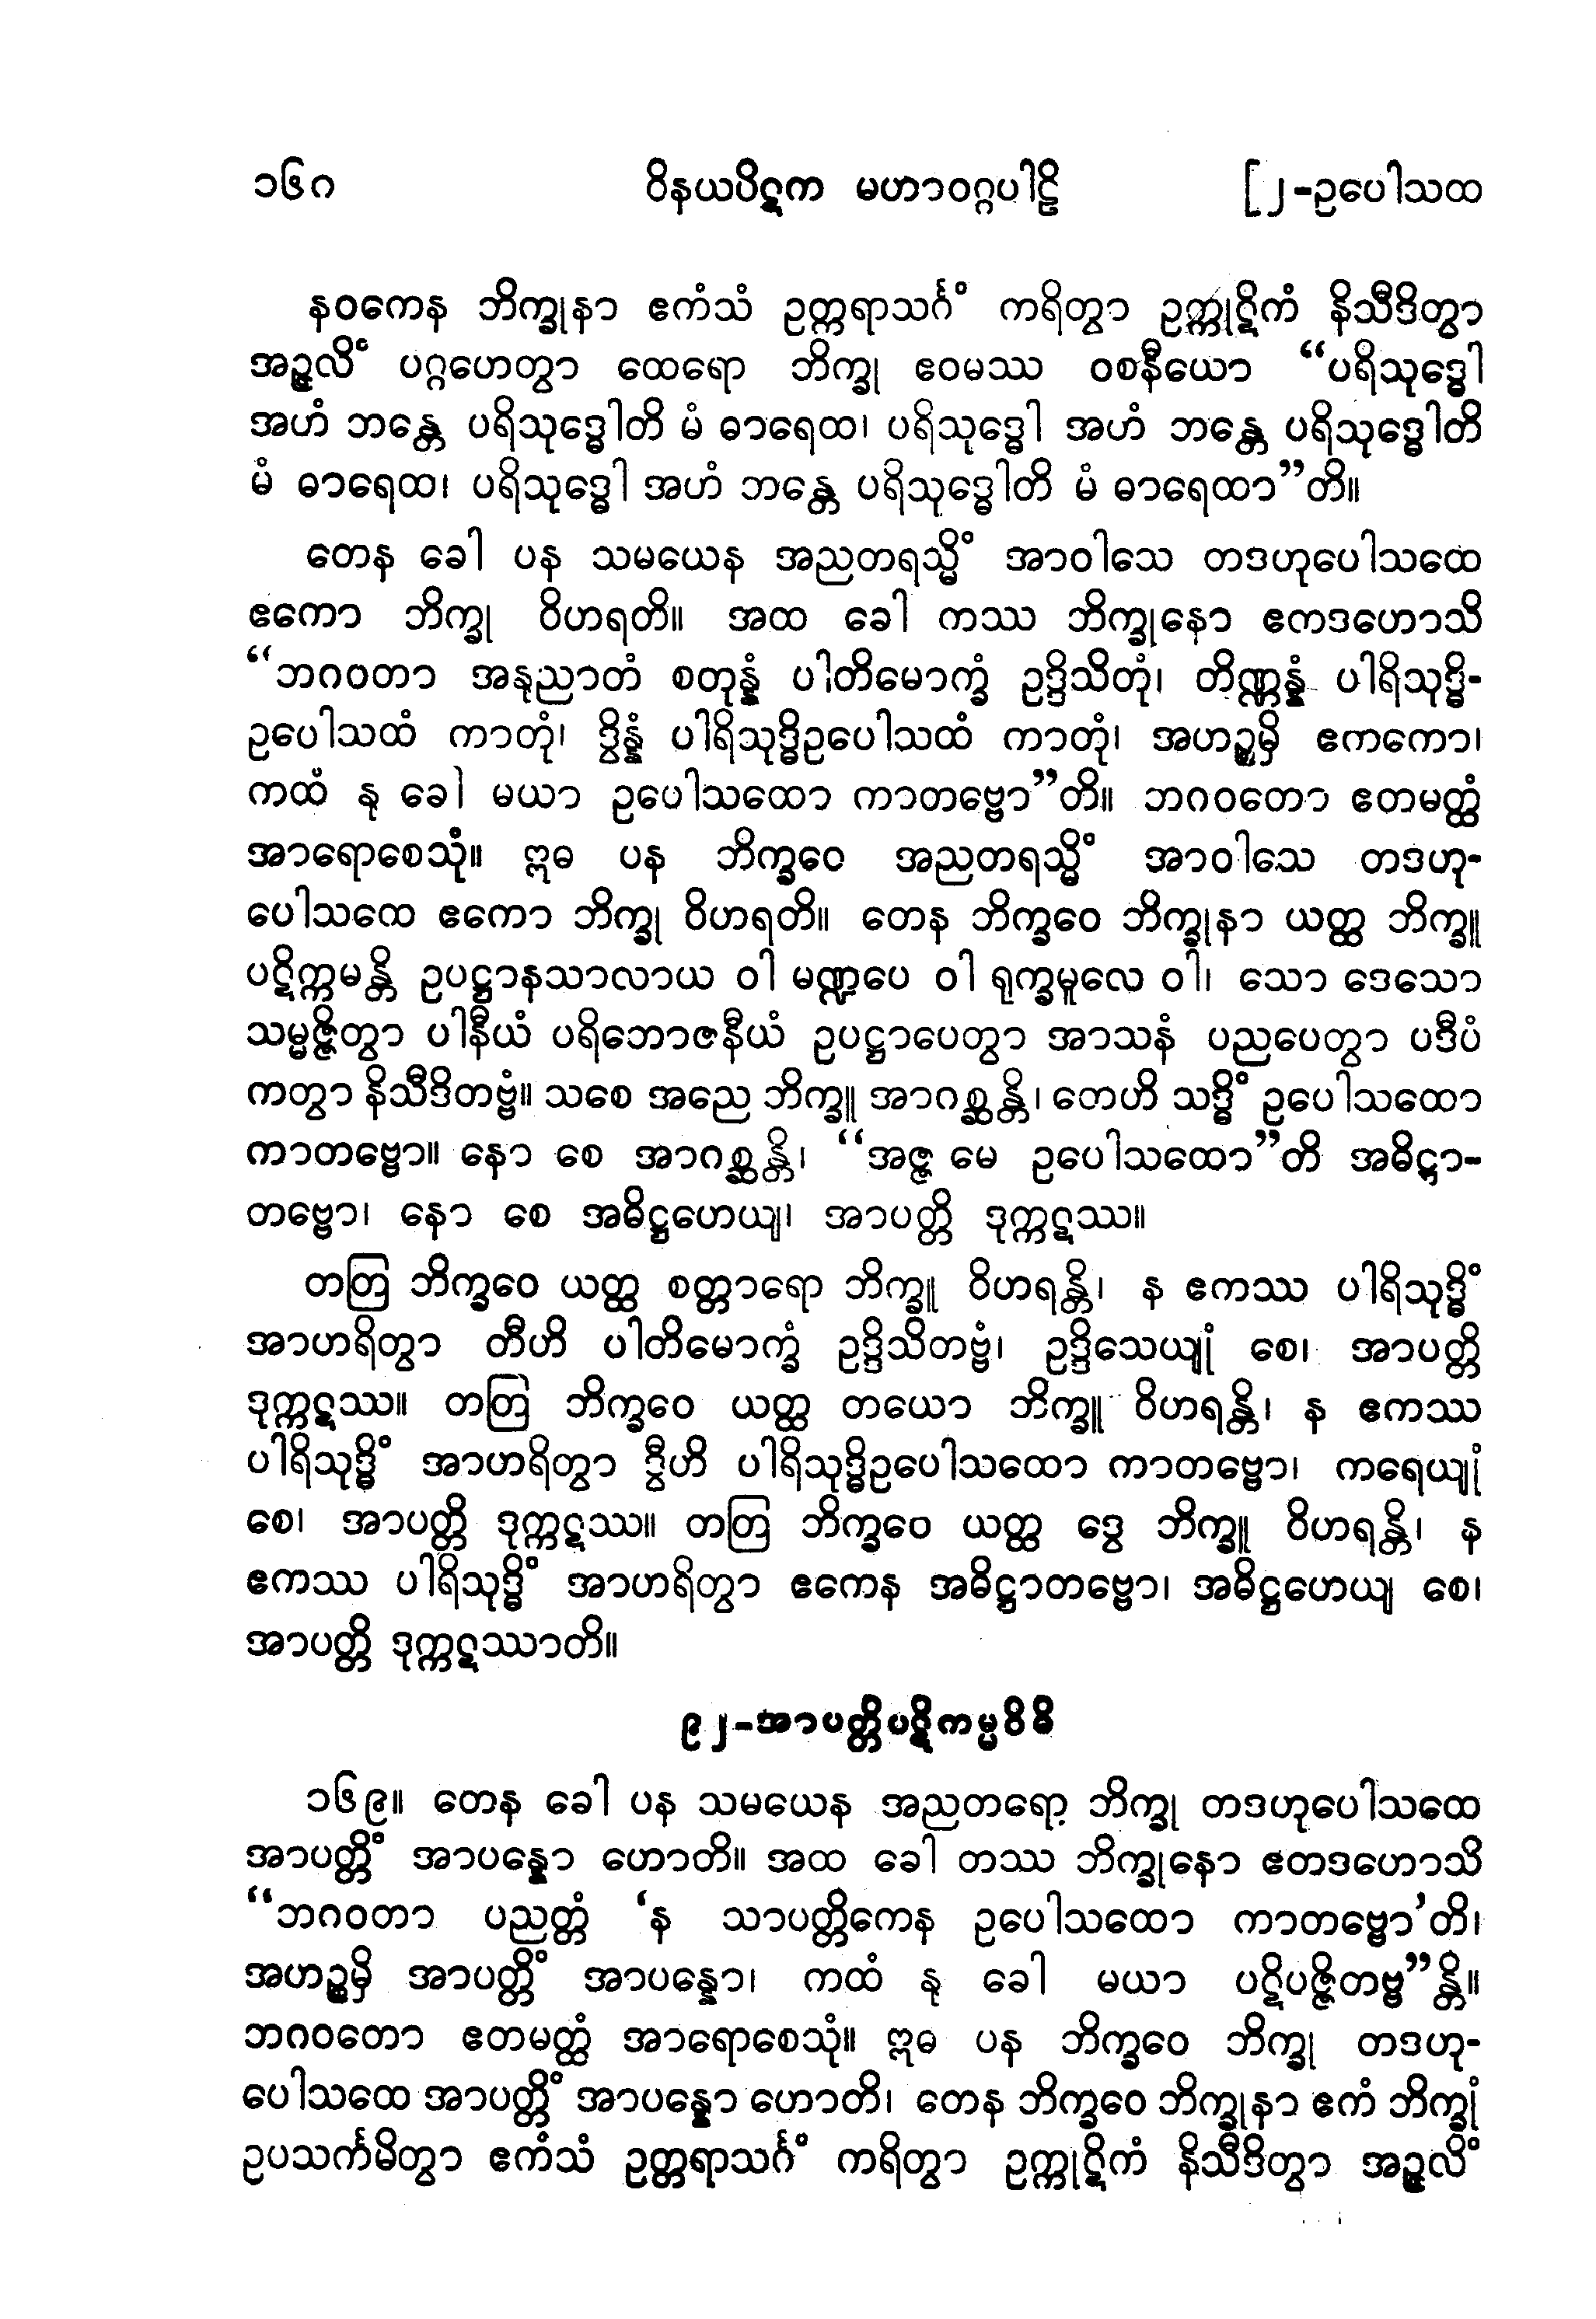 ၁၆၈ ဝိနယပိဋက မဟာဝဂ္ဂပါဠိ [၂-ဥပေါသထ
နဝကေန ဘိက္ခုနာ ဧကံသံ ဥတ္တရာသင်္ဂံ ကရိတွာ ဥက္ကုဋိကံ နိသီဒိတွာ
အဉ္ဇလိံ ပဂ္ဂဟေတွာ ထေရော ဘိက္ခု ဧဝမဿ ဝစနီယော “ပရိသုဒ္ဓေါ
အဟံ ဘန္တေ ပရိသုဒ္ဓေါတိ မံ ဓာရေထ၊ ပရိသုဒ္ဓေါ အဟံ ဘန္တေ ပရိသုဒ္ဓေါတိ
မံ ဓာရေထ၊ ပရိသုဒ္ဓေါ အဟံ ဘန္တေ ပရိသုဒ္ဓေါတိ မံ ဓာရေထာ”တိ။
တေန ခေါ ပန သမယေန အညတရသ္မိံ အာဝါသေ တဒဟုပေါသထေ
ဧကော ဘိက္ခု ဝိဟရတိ။ အထ ခေါ ကဿ ဘိက္ခုနော ဧကဒဟောသိ
“ဘဂဝတာ အနုညာတံ စတုန္နံ ပါတိမောက္ခံ ဥဒ္ဒိသိတုံ၊ တိဏ္ဏန္နံ ပါရိသုဒ္ဓိ-
ဥပေါသထံ ကာတုံ၊ ဒွိန္နံ ပါရိသုဒ္ဓိဥပေါသထံ ကာတုံ၊ အဟဉ္စမှိ ဧကကော၊
ကထံ နု ခေါ မယာ ဥပေါသထော ကာတဗ္ဗော”တိ။ ဘဂဝတော ဧတမတ္ထံ
အာရောစေသုံ။ ဣဓ ပန ဘိက္ခဝေ အညတရသ္မိံ အာဝါသေ တဒဟု-
ပေါသထေ ဧကော ဘိက္ခု ဝိဟရတိ။ တေန ဘိက္ခဝေ ဘိက္ခုနာ ယတ္ထ ဘိက္ခူ
ပဋိက္ကမန္တိ ဥပဋ္ဌာနသာလာယ ဝါ မဏ္ဍပေ ဝါ ရုက္ခမူလေ ဝါ၊ သော ဒေသော
သမ္မဇ္ဇိတွာ ပါနီယံ ပရိဘောဇနီယံ ဥပဋ္ဌာပေတွာ အာသနံ ပညပေတွာ ပဒီပံ
ကတွာ နိသီဒိတဗ္ဗံ။ သစေ အညေ ဘိက္ခူ အာဂစ္ဆန္တိ၊ တေဟိ သဒ္ဓိံ ဥပေါသထော
ကာတဗ္ဗော။ နော စေ အာဂစ္ဆန္တိ၊ “အဇ္ဇ မေ ဥပေါသထော”တိ အဓိဋ္ဌာ-
တဗ္ဗော၊ နော စေ အဓိဋ္ဌဟေယျ၊ အာပတ္တိ ဒုက္ကဋဿ။
တတြ ဘိက္ခဝေ ယတ္ထ စတ္တာရော ဘိက္ခူ ဝိဟရန္တိ၊ န ဧကဿ ပါရိသုဒ္ဓိံ
အာဟရိတွာ တီဟိ ပါတိမောက္ခံ ဥဒ္ဒိသိတဗ္ဗံ၊ ဥဒ္ဒိသေယျုံ စေ၊ အာပတ္တိ
ဒုက္ကဋဿ။ တတြ ဘိက္ခဝေ ယတ္ထ တယော ဘိက္ခူ ဝိဟရန္တိ၊ န ဧကဿ
ပါရိသုဒ္ဓိံ အာဟရိတွာ ဒွီဟိ ပါရိသုဒ္ဓိဥပေါသထော ကာတဗ္ဗော၊ ကရေယျုံ
စေ၊ အာပတ္တိ ဒုက္ကဋဿ။ တတြ ဘိက္ခဝေ ယတ္ထ ဒွေ ဘိက္ခူ ဝိဟရန္တိ၊ န
ဧကဿ ပါရိသုဒ္ဓိံ အာဟရိတွာ ဧကေန အဓိဋ္ဌာတဗ္ဗော၊ အဓိဋ္ဌဟေယျ စေ၊
အာပတ္တိ ဒုက္ကဋဿာတိ။
၉၂-အာပတ္တိပဋိကမ္မဝိဓိ
၁၆၉။ တေန ခေါ ပန သမယေန အညတရော ဘိက္ခု တဒဟုပေါသထေ
အာပတ္တိံ အာပန္နော ဟောတိ။ အထ ခေါ တဿ ဘိက္ခုနော ဧတဒဟောသိ
“ဘဂဝတာ ပညတ္တံ ‘န သာပတ္တိကေန ဥပေါသထော ကာတဗ္ဗော’တိ၊
အဟဉ္စမှိ အာပတ္တိံ အာပန္နော၊ ကထံ နု ခေါ မယာ ပဋိပဇ္ဇိတဗ္ဗ”န္တိ။
ဘဂဝတော ဧတမတ္ထံ အာရောစေသုံ။ ဣဓ ပန ဘိက္ခဝေ ဘိက္ခု တဒဟု-
ပေါသထေ အာပတ္တိံ အာပန္နော ဟောတိ၊ တေန ဘိက္ခဝေ ဘိက္ခုနာ ဧကံ ဘိက္ခုံ
ဥပသင်္ကမိတွာ ဧကံသံ ဥတ္တရာသင်္ဂံ ကရိတွာ ဥက္ကုဋိကံ နိသီဒိတွာ အဉ္ဇလိံ